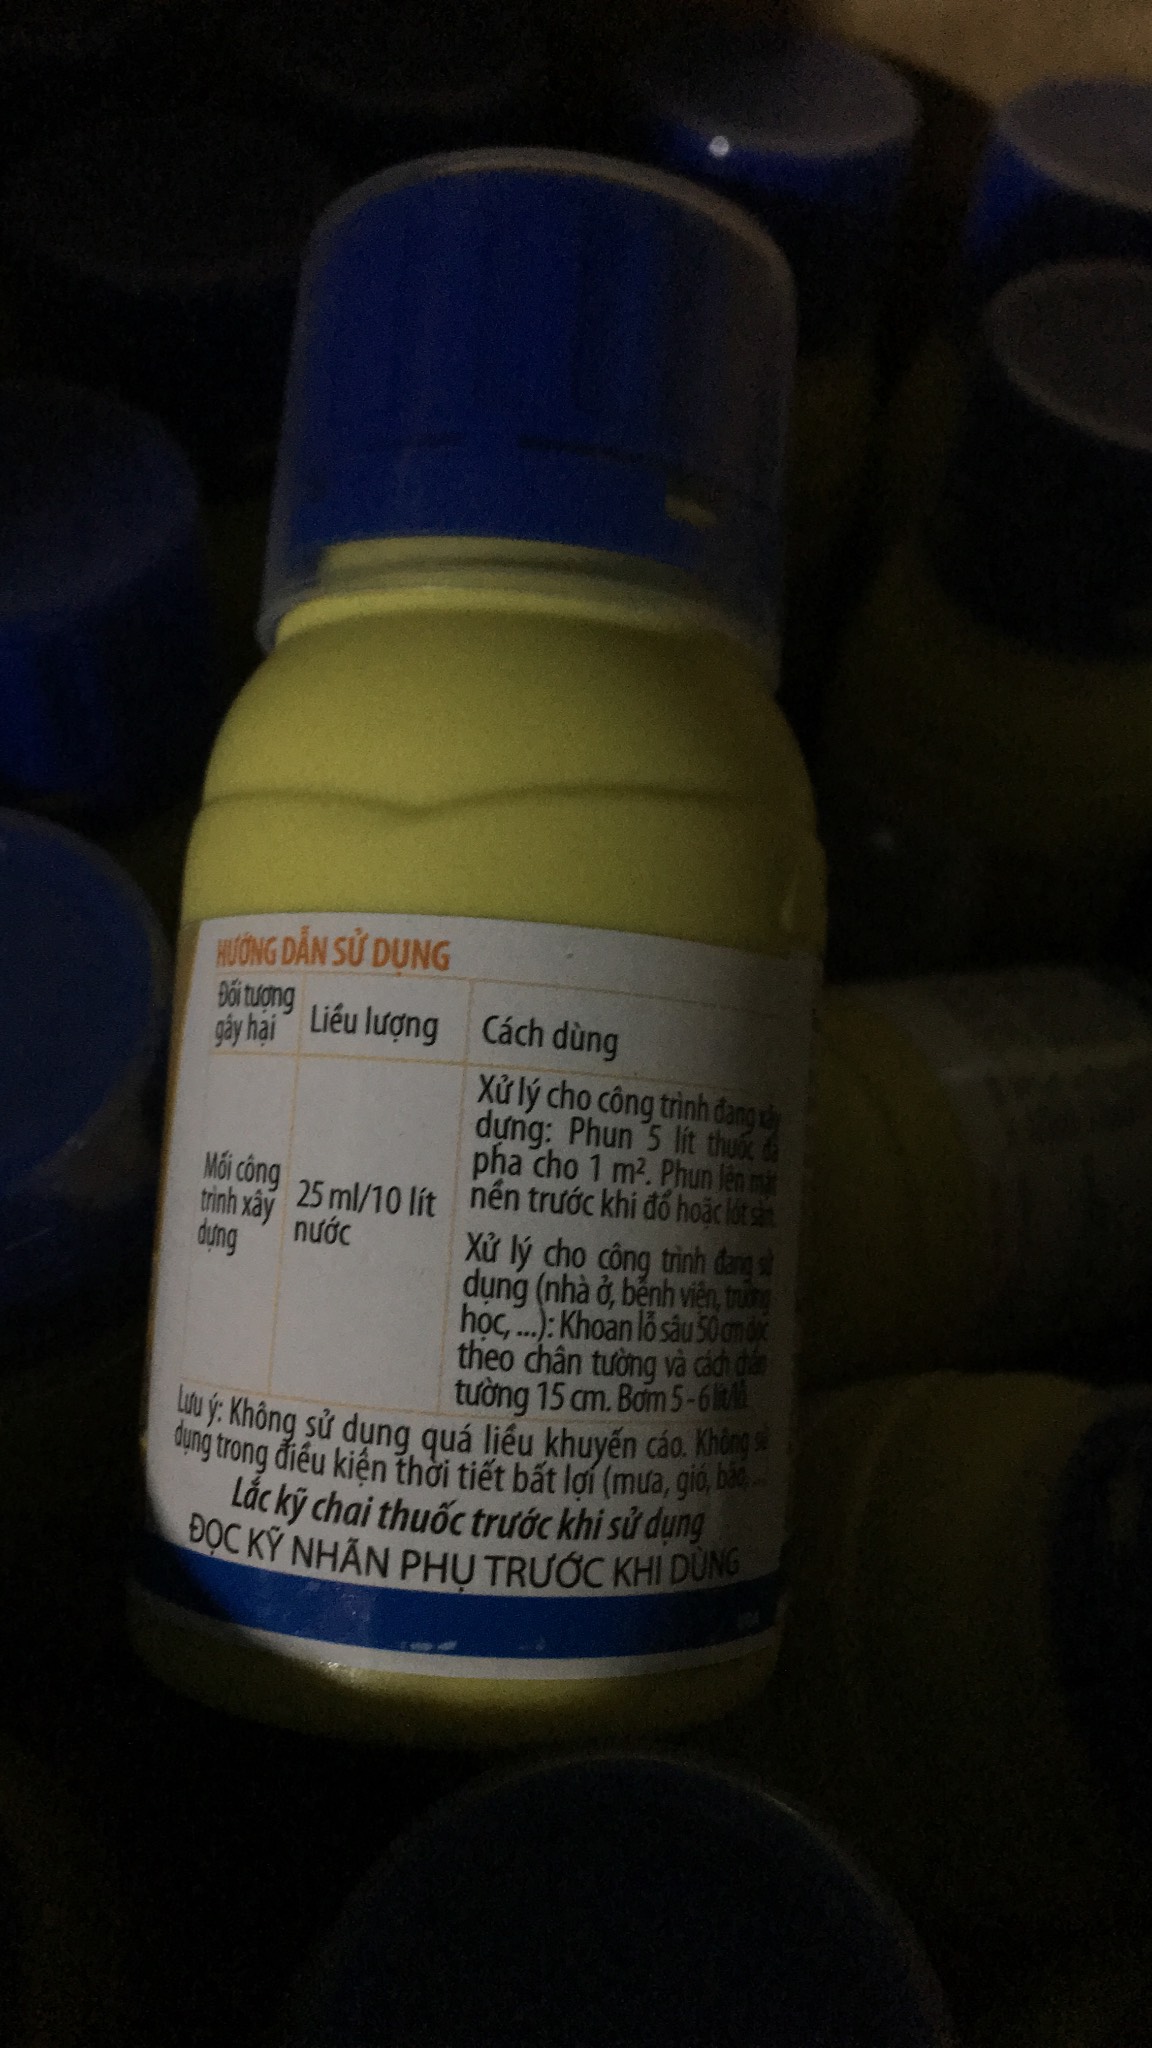 HƯỚNG DẪN SỬ DỤNG
Đối tượng
gây hại
Liều lượng
Cách dùng
Mối công
trình xây
dựng
25 ml/10 lít
nước
Xử lý cho công trình đang xây
dựng: Phun 5 lít thuốc đã
pha cho 1 m². Phun lên mặt
nền trước khi đổ hoặc lót sàn.
Xử lý cho công trình đang sử
dụng (nhà ở, bệnh viện, trường
học, ...): Khoan lỗ sâu 50 cm dọc
theo chân tường và cách chân
tường 15 cm. Bơm 5 - 6 lít/lỗ
Lưu ý: Không sử dụng quá liều khuyến cáo. Không sử
dụng trong điều kiện thời tiết bất lợi (mưa, gió, bão, ...
Lắc kỹ chai thuốc trước khi sử dụng
ĐỌC KỸ NHÃN PHỤ TRƯỚC KHI DÙNG